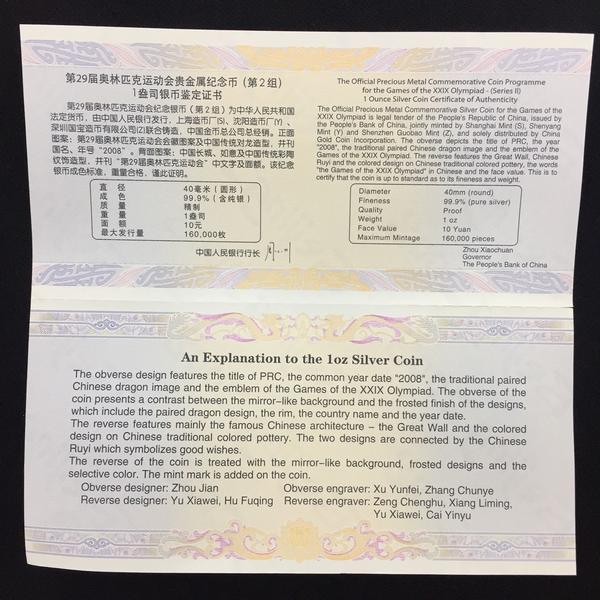 第29届奥林匹克运动会贵金属纪念币（第2组）
1盎司银币鉴定证书
第29届奥林匹克运动会纪念银币（第2组）为中华人民共和国
法定货币，由中国人民银行发行，上海造币厂(S)、沈阳造币厂(Y)、
深圳国宝造币有限公司(Z)联合铸造，中国金币总公司总经销。正面
图案：第29届奥林匹克运动会会徽图案及中国传统对龙造型，并刊
国名、年号“2008”。背面图案：中国长城、如意及中国传统彩陶
纹饰造型，并刊“第29届奥林匹克运动会”中文字及面额。该纪念
银币成色标准，重量合格，谨此证明。
直 径 40毫米（圆形）
成 色 99.9%（含纯银）
质 量 精制
重 量 1盎司
面 额 10元
最大发行量 160,000枚
中国人民银行行长
The Official Precious Metal Commemorative Coin Programme
for the Games of the XXIX Olympiad - (Series II)
1 Ounce Silver Coin Certificate of Authenticity
The Official Precious Metal Commemorative Silver Coin for the Games of the
XXIX Olympiad is legal tender of the People's Republic of China, issued by
the People's Bank of China, jointly minted by Shanghai Mint (S), Shenyang
Mint (Y) and Shenzhen Guobao Mint (Z), and solely distributed by China
Gold Coin Incorporation. The obverse depicts the title of PRC, the year
"2008", the traditional paired Chinese dragon image and the emblem of the
Games of the XXIX Olympiad. The reverse features the Great Wall, Chinese
Ruyi and the colored design on Chinese traditional colored pottery, the words
"the Games of the XXIX Olympiad" in Chinese and the face value. This is to
certify that the coin is up to standard as to its fineness and weight.
Diameter 40mm (round)
Fineness 99.9% (pure silver)
Quality Proof
Weight 1 oz
Face Value 10 Yuan
Maximum Mintage 160,000 pieces
Zhou Xiaochuan
Governor
The People's Bank of China
An Explanation to the 1oz Silver Coin
The obverse design features the title of PRC, the common year date "2008", the traditional paired
Chinese dragon image and the emblem of the Games of the XXIX Olympiad. The obverse of the
coin presents a contrast between the mirror-like background and the frosted finish of the designs,
which include the paired dragon design, the rim, the country name and the year date.
The reverse features mainly the famous Chinese architecture - the Great Wall and the colored
design on Chinese traditional colored pottery. The two designs are connected by the Chinese
Ruyi which symbolizes good wishes.
The reverse of the coin is treated with the mirror-like background, frosted designs and the
selective color. The mint mark is added on the coin.
Obverse designer: Zhou Jian Obverse engraver: Xu Yunfei, Zhang Chunye
Reverse designer: Yu Xiawei, Hu Fuqing Reverse engraver: Zeng Chenghu, Xiang Liming,
Yu Xiawei, Cai Yinyu